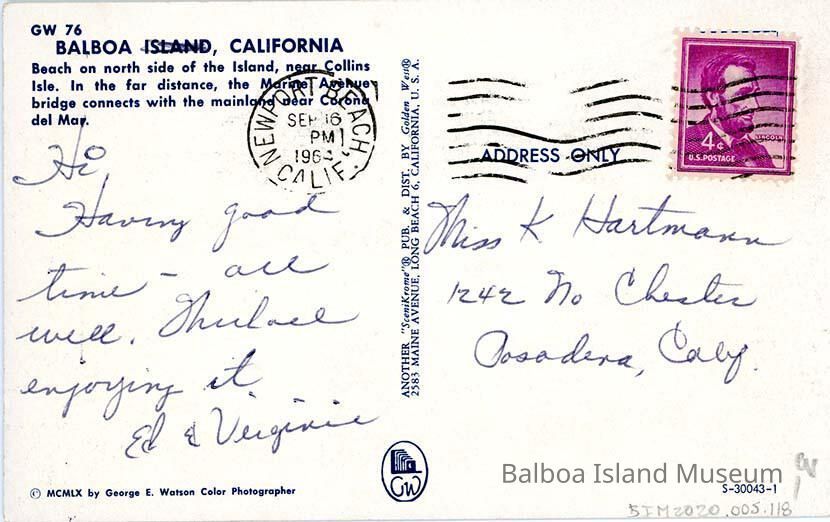 GW 76
BALBOA ISLAND, CALIFORNIA
Beach on north side of the Island, near Collins
Isle. In the far distance, the Marine Avenue
bridge connects with the mainland near Corona
del Mar.
NEWPORT BEACH,
SEP 16
PM
196
CALIF.
Hi,
Having good
time — all
well. Michael
enjoying it
Ed & Virginia
© MCMLX by George E. Watson Color Photographer
ANOTHER "SceniKrome"® PUB. & DIST. BY Golden West®
2583 MAINE AVENUE, LONG BEACH 6, CALIFORNIA, U. S. A.
GW
ADDRESS ONLY
LINCOLN
4¢
U.S. POSTAGE
Miss K Hartmann
1242 No Chester
Pasadena, Calif.
Balboa Island Museum
S-30043-1
2020.005.118